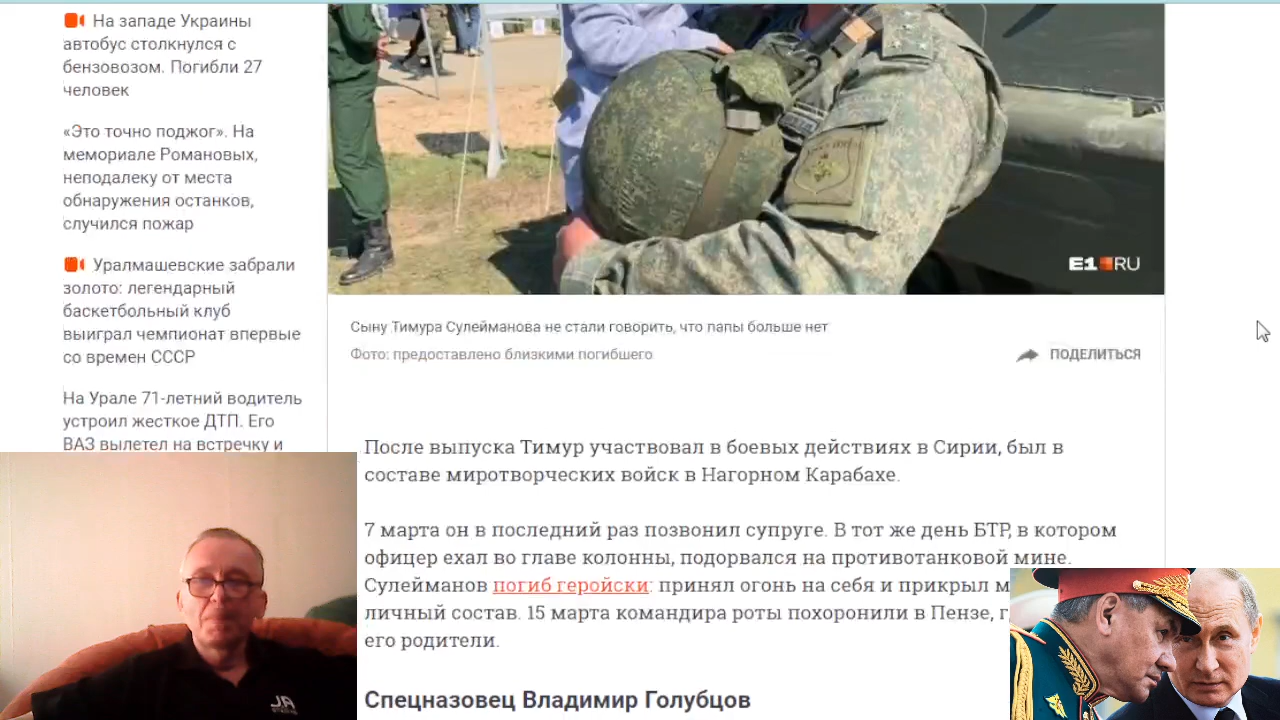 На западе Украины
автобус столкнулся с
бензовозом. Погибли 27
человек
«Это точно поджог». На
мемориале Романовых,
неподалеку от места
обнаружения останков,
случился пожар
Уралмашевские забрали
золото: легендарный
баскетбольный клуб
выиграл чемпионат впервые
со времен СССР
На Урале 71-летний водитель
устроил жесткое ДТП. Его
ВАЗ вылетел на встречку и
E1 RU
Сыну Тимура Сулейманова не стали говорить, что папы больше нет
Фото: предоставлено близкими погибшего
ПОДЕЛИТЬСЯ
После выпуска Тимур участвовал в боевых действиях в Сирии, был в
составе миротворческих войск в Нагорном Карабахе.
7 марта он в последний раз позвонил супруге. В тот же день БТР, в котором
офицер ехал во главе колонны, подорвался на противотанковой мине.
Сулейманов погиб геройски: принял огонь на себя и прикрыл
личный состав. 15 марта командира роты похоронили в Пензе,
его родители.
Спецназовец Владимир Голубцов
JA